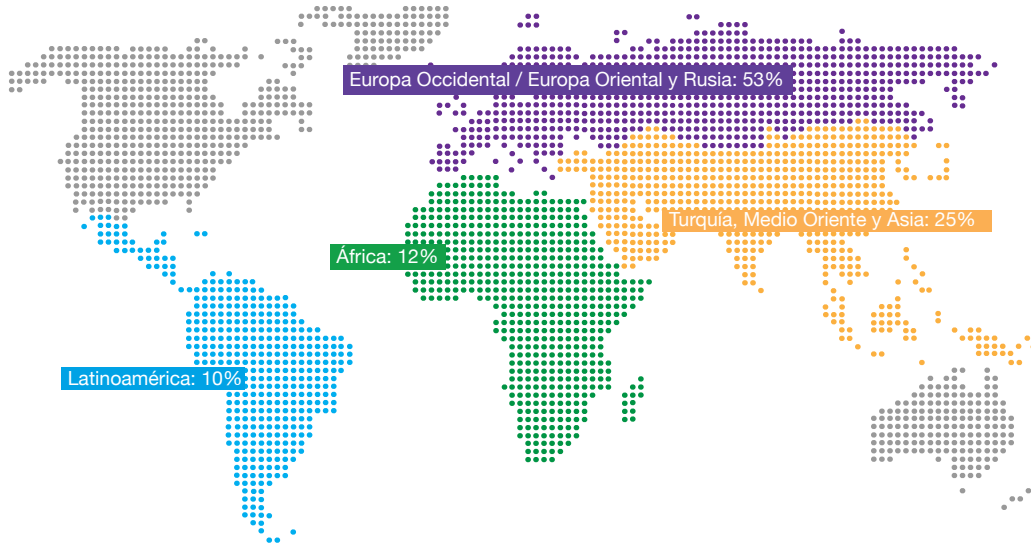 Europa Occidental / Europa Oriental y Rusia: 53%
Turquía, Medio Oriente y Asia: 25%
África: 12%
Latinoamérica: 10%